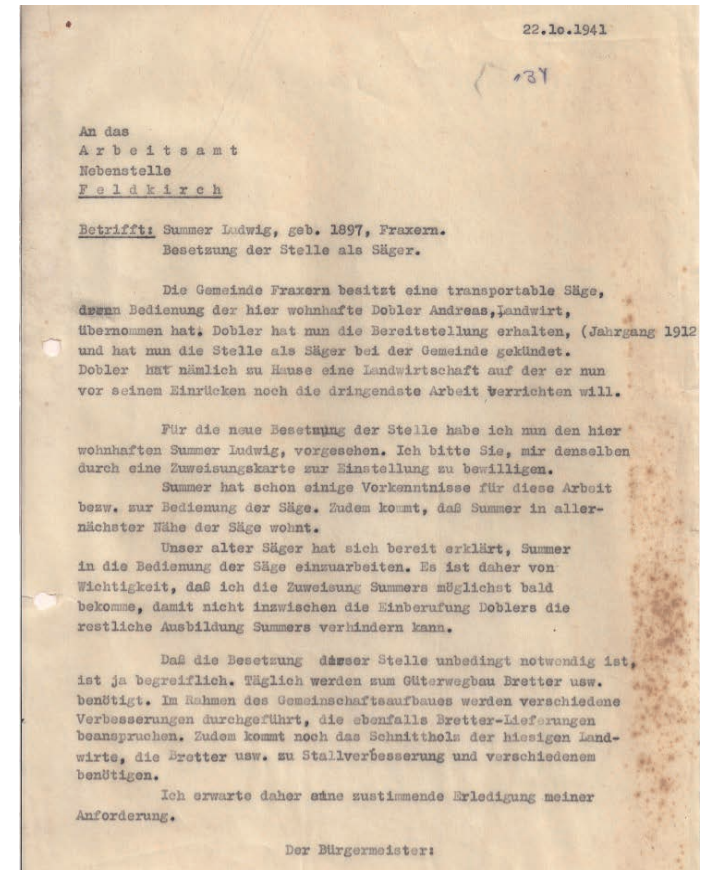 22.lo.1941
034
An das
A r b e i t s a m t
Nebenstelle
F e l d k i r c h
Betrifft: Summer Ludwig, geb. 1897, Fraxern.
Besetzung der Stelle als Säger.
Die Gemeinde Fraxern besitzt eine transportable Säge,
deren Bedienung der hier wohnhafte Dobler Andreas, Landwirt,
übernommen hat. Dobler hat nun die Bereitstellung erhalten, (Jahrgang 1912
und hat nun die Stelle als Säger bei der Gemeinde gekündet.
Dobler hat nämlich zu Hause eine Landwirtschaft auf der er nun
vor seinem Einrücken noch die dringendste Arbeit verrichten will.
Für die neue Besetzung der Stelle habe ich nun den hier
wohnhaften Summer Ludwig, vorgesehen. Ich bitte Sie, mir denselben
durch eine Zuweisungskarte zur Einstellung zu bewilligen.
Summer hat schon einige Vorkenntnisse für diese Arbeit
bezw. zur Bedienung der Säge. Zudem kommt, daß Summer in aller-
nächster Nähe der Säge wohnt.
Unser alter Säger hat sich bereit erklärt, Summer
in die Bedienung der Säge einzuarbeiten. Es ist daher von
Wichtigkeit, daß ich die Zuweisung Summers möglichst bald
bekomme, damit nicht inzwischen die Einberufung Doblers die
restliche Ausbildung Summers verhindern kann.
Daß die Besetzung dieser Stelle unbedingt notwendig ist,
ist ja begreiflich. Täglich werden zum Güterwegbau Bretter usw.
benötigt. Im Rahmen des Gemeinschaftsaufbaues werden verschiedene
Verbesserungen durchgeführt, die ebenfalls Bretter-Lieferungen
beanspruchen. Zudem kommt noch das Schnittholz der hiesigen Land-
wirte, die Bretter usw. zu Stallverbesserung und verschiedenem
benötigen.
Ich erwarte daher eine zustimmende Erledigung meiner
Anforderung.
Der Bürgermeister: